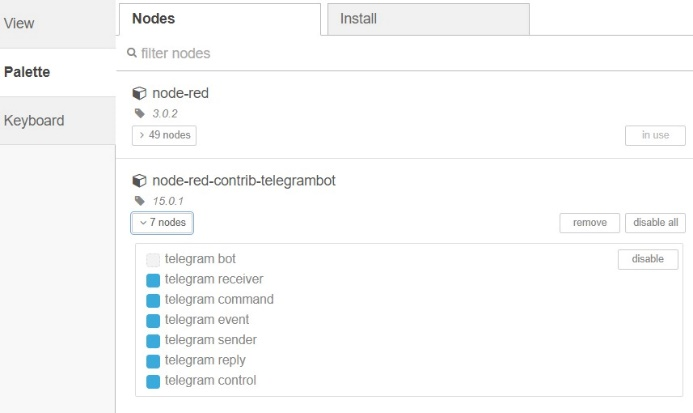 View
Palette
Keyboard
Nodes
Install
filter nodes
node-red
3.0.2
49 nodes
in use
node-red-contrib-telegrambot
15.0.1
7 nodes
remove
disable all
telegram bot
disable
telegram receiver
telegram command
telegram event
telegram sender
telegram reply
telegram control